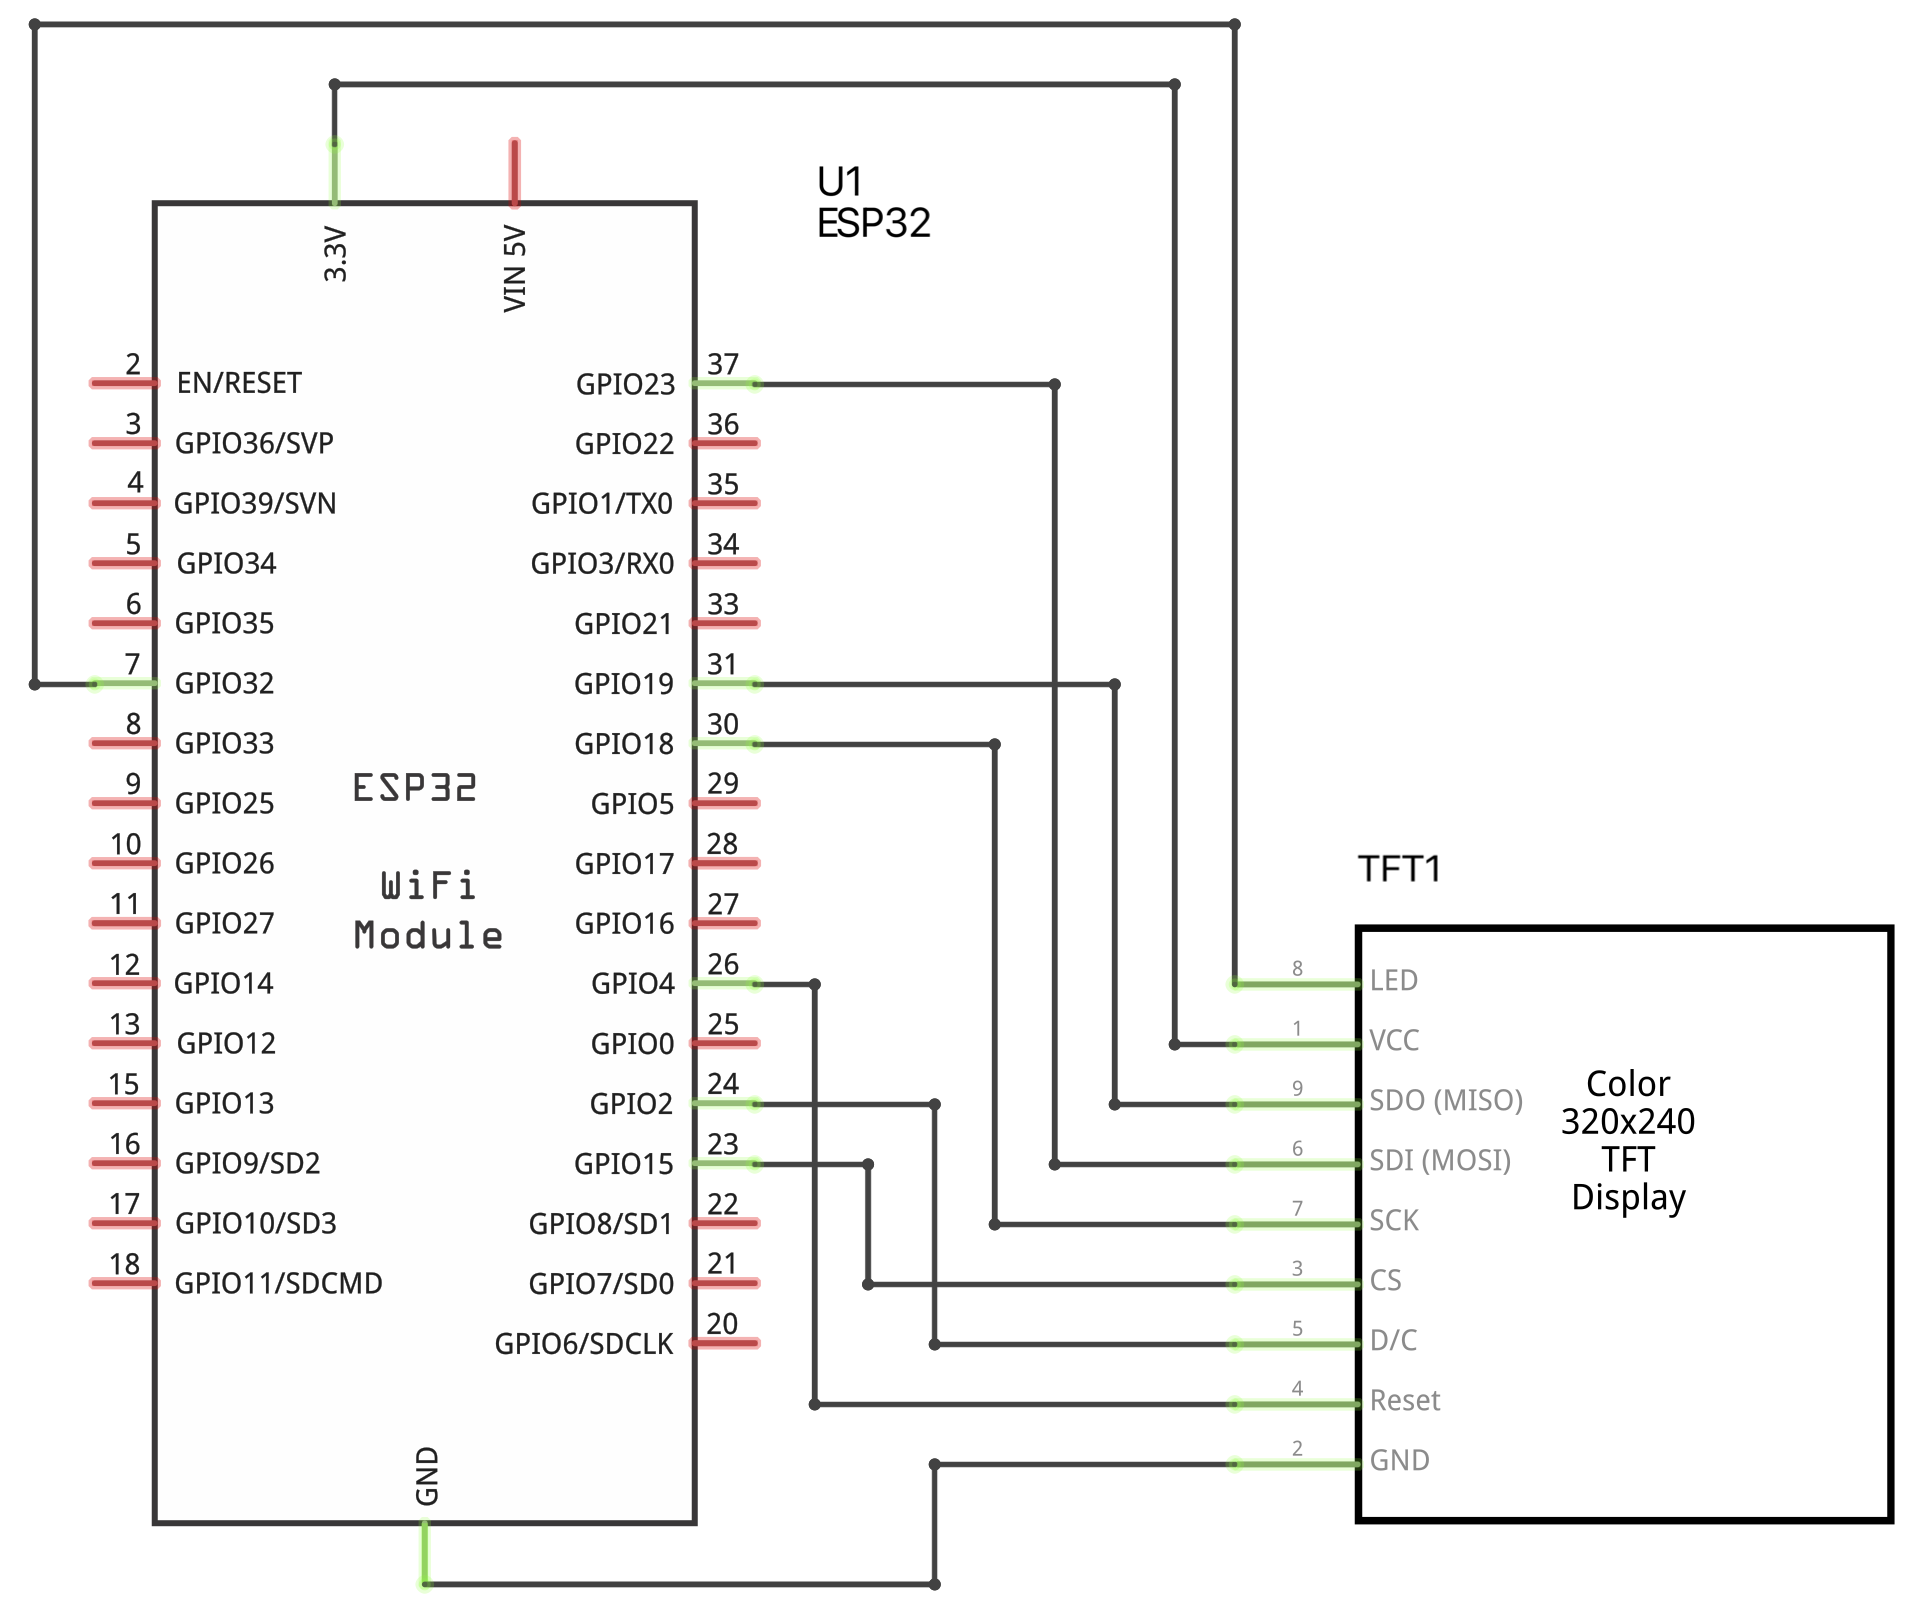 U1
ESP32
3.3V
VIN 5V
2
EN/RESET
3
GPIO36/SVP
4
GPIO39/SVN
5
GPIO34
6
GPIO35
7
GPIO32
8
GPIO33
9
GPIO25
10
GPIO26
11
GPIO27
12
GPIO14
13
GPIO12
15
GPIO13
16
GPIO9/SD2
17
GPIO10/SD3
18
GPIO11/SDCMD
ESP32
WiFi
Module
37
GPIO23
36
GPIO22
35
GPIO1/TX0
34
GPIO3/RX0
33
GPIO21
31
GPIO19
30
GPIO18
29
GPIO5
28
GPIO17
27
GPIO16
26
GPIO4
25
GPIO0
24
GPIO2
23
GPIO15
22
GPIO8/SD1
21
GPIO7/SD0
20
GPIO6/SDCLK
GND
TFT1
8
LED
1
VCC
9
SDO (MISO)
6
SDI (MOSI)
7
SCK
3
CS
5
D/C
4
Reset
2
GND
Color
320x240
TFT
Display